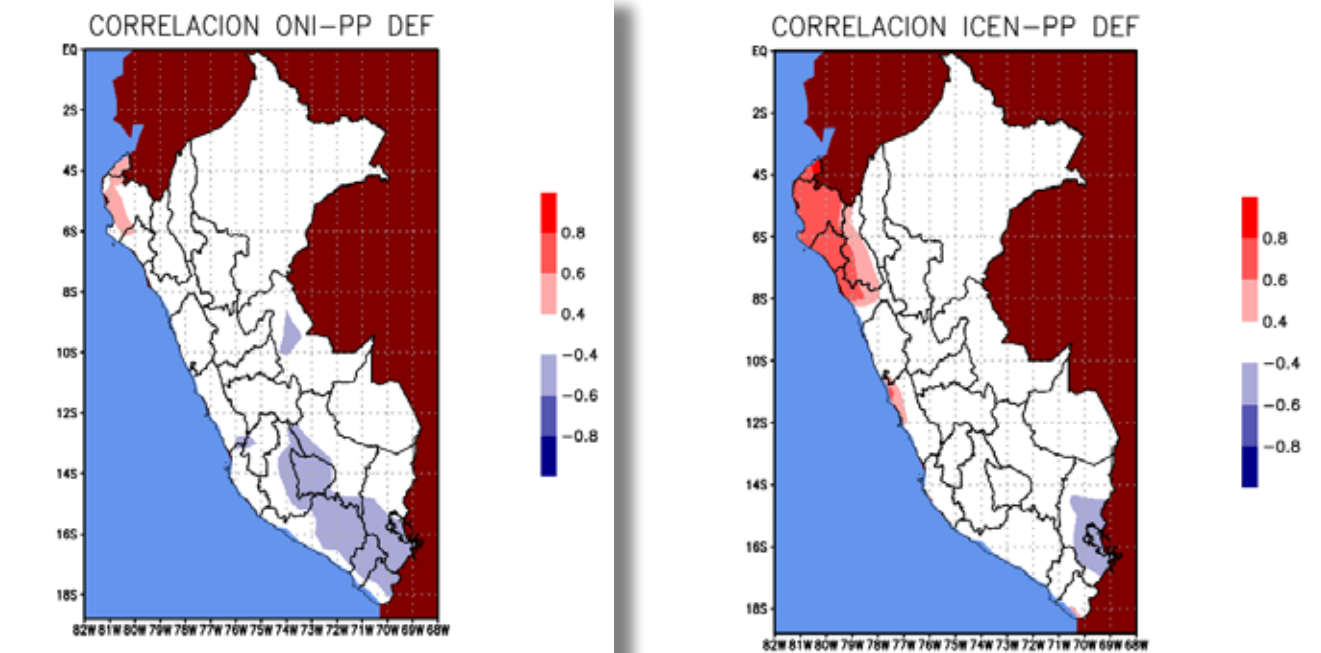 CORRELACION ONI-PP DEF
EQ
2S
4S
6S
8S
10S
12S
14S
16S
18S
82W 81W 80W 79W 78W 77W 76W 75W 74W 73W 72W 71W 70W 69W 68W
0.8
0.6
0.4
-0.4
-0.6
-0.8
CORRELACION ICEN-PP DEF
EQ
2S
4S
6S
8S
10S
12S
14S
16S
18S
82W 81W 80W 79W 78W 77W 76W 75W 74W 73W 72W 71W 70W 69W 68W
0.8
0.6
0.4
-0.4
-0.6
-0.8